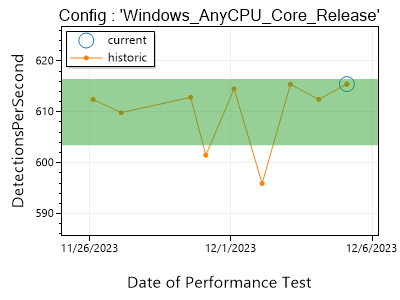 Config : 'Windows_AnyCPU_Core_Release'
current
historic
DetectionsPerSecond
620
610
600
590
11/26/2023
12/1/2023
12/6/2023
Date of Performance Test